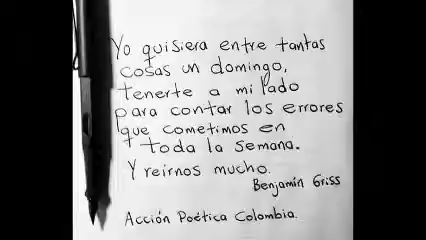 Yo quisiera entre tantas
cosas un domingo,
tenerte a mi lado
para contar los errores
que cometimos en
toda la semana.
Y reirnos mucho.
Benjamín Griss
Acción Poética Colombia.